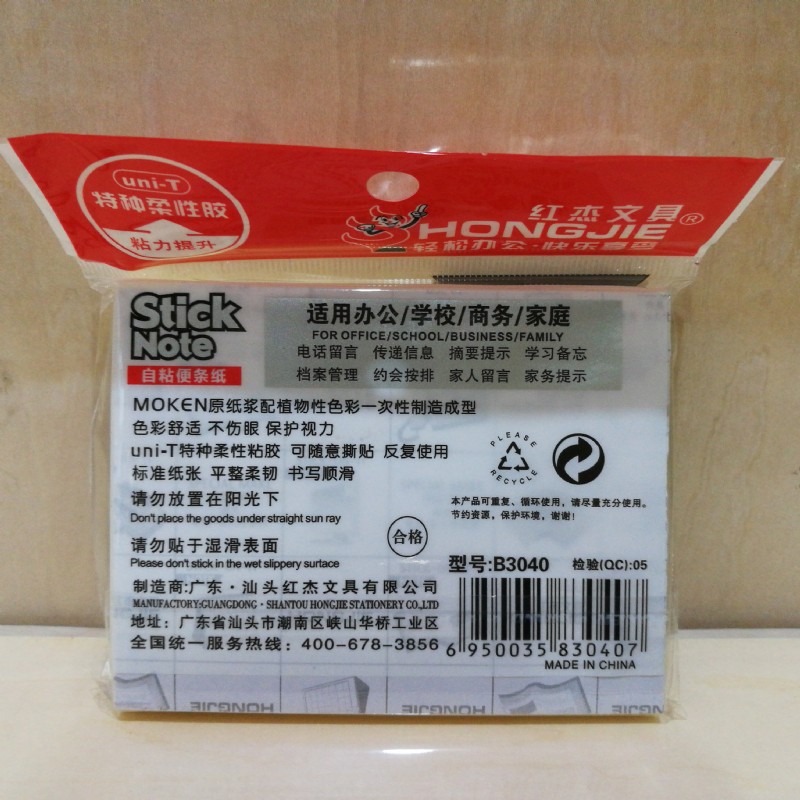 uni-T
特种柔性胶
粘力提升
红杰文具®
HONGJIE
轻松办公·快乐享受
Stick
Note
自粘便条纸
适用办公/学校/商务/家庭
FOR OFFICE/SCHOOL/BUSINESS/FAMILY
电话留言 传递信息 摘要提示 学习备忘
档案管理 约会按排 家人留言 家务提示
MOKEN原纸浆配植物性色彩一次性制造成型
色彩舒适 不伤眼 保护视力
uni-T特种柔性粘胶 可随意撕贴 反复使用
标准纸张 平整柔韧 书写顺滑
请勿放置在阳光下
Don't place the goods under straight sun ray
请勿贴于湿滑表面
Please don't stick in the wet slippery surface
合格
PLEASE
RECYCLE
本产品可重复、循环使用，请尽量充分使用。
节约资源，保护环境，谢谢!
型号:B3040 检验(QC):05
制造商:广东·汕头红杰文具有限公司
MANUFACTORY:GUANGDONG·SHANTOU HONGJIE STATIONERY CO.,LTD
地址：广东省汕头市潮南区峡山华桥工业区
全国统一服务热线：400-678-3856
6 950035 830407
MADE IN CHINA
HONGJIE
HONGJIE
HONGJIE